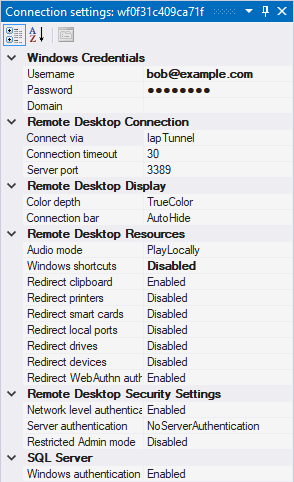 Connection settings: wf0f31c409ca71f
Windows Credentials
Username bob@example.com
Password ●●●●●●●●
Domain
Remote Desktop Connection
Connect via IapTunnel
Connection timeout 30
Server port 3389
Remote Desktop Display
Color depth TrueColor
Connection bar AutoHide
Remote Desktop Resources
Audio mode PlayLocally
Windows shortcuts Disabled
Redirect clipboard Enabled
Redirect printers Disabled
Redirect smart cards Disabled
Redirect local ports Disabled
Redirect drives Disabled
Redirect devices Disabled
Redirect WebAuthn auth Enabled
Remote Desktop Security Settings
Network level authentica Enabled
Server authentication NoServerAuthentication
Restricted Admin mode Disabled
SQL Server
Windows authentication Enabled